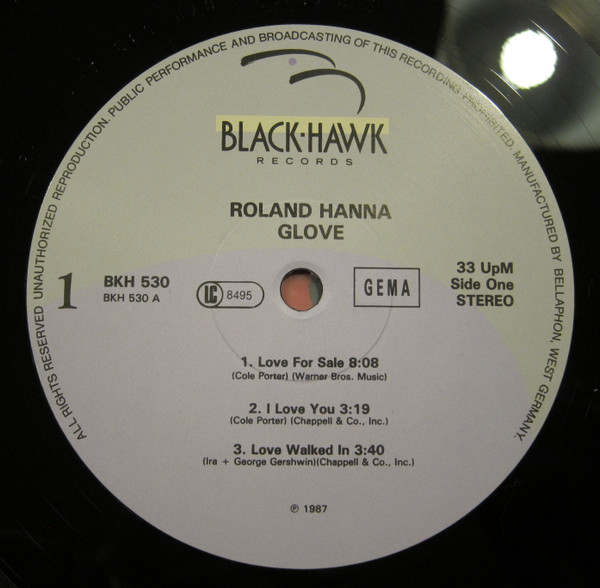 ALL RIGHTS RESERVED UNAUTHORIZED REPRODUCTION. PUBLIC PERFORMANCE AND BROADCASTING OF THIS RECORDING PROHIBITED. MANUFACTURED BY BELLAPHON, WEST GERMANY.
BLACK·HAWK
RECORDS
ROLAND HANNA
GLOVE
1
BKH 530
BKH 530 A
LC 8495
GEMA
33 UpM
Side One
STEREO
1. Love For Sale 8:08
(Cole Porter) (Warner Bros. Music)
2. I Love You 3:19
(Cole Porter) (Chappell & Co., Inc.)
3. Love Walked In 3:40
(Ira + George Gershwin)(Chappell & Co., Inc.)
℗ 1987